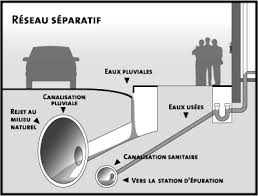 Réseau séparatif
Eaux pluviales
Canalisation
pluviale
Rejet au
milieu
naturel
Eaux usées
Canalisation sanitaire
Vers la station d'épuration